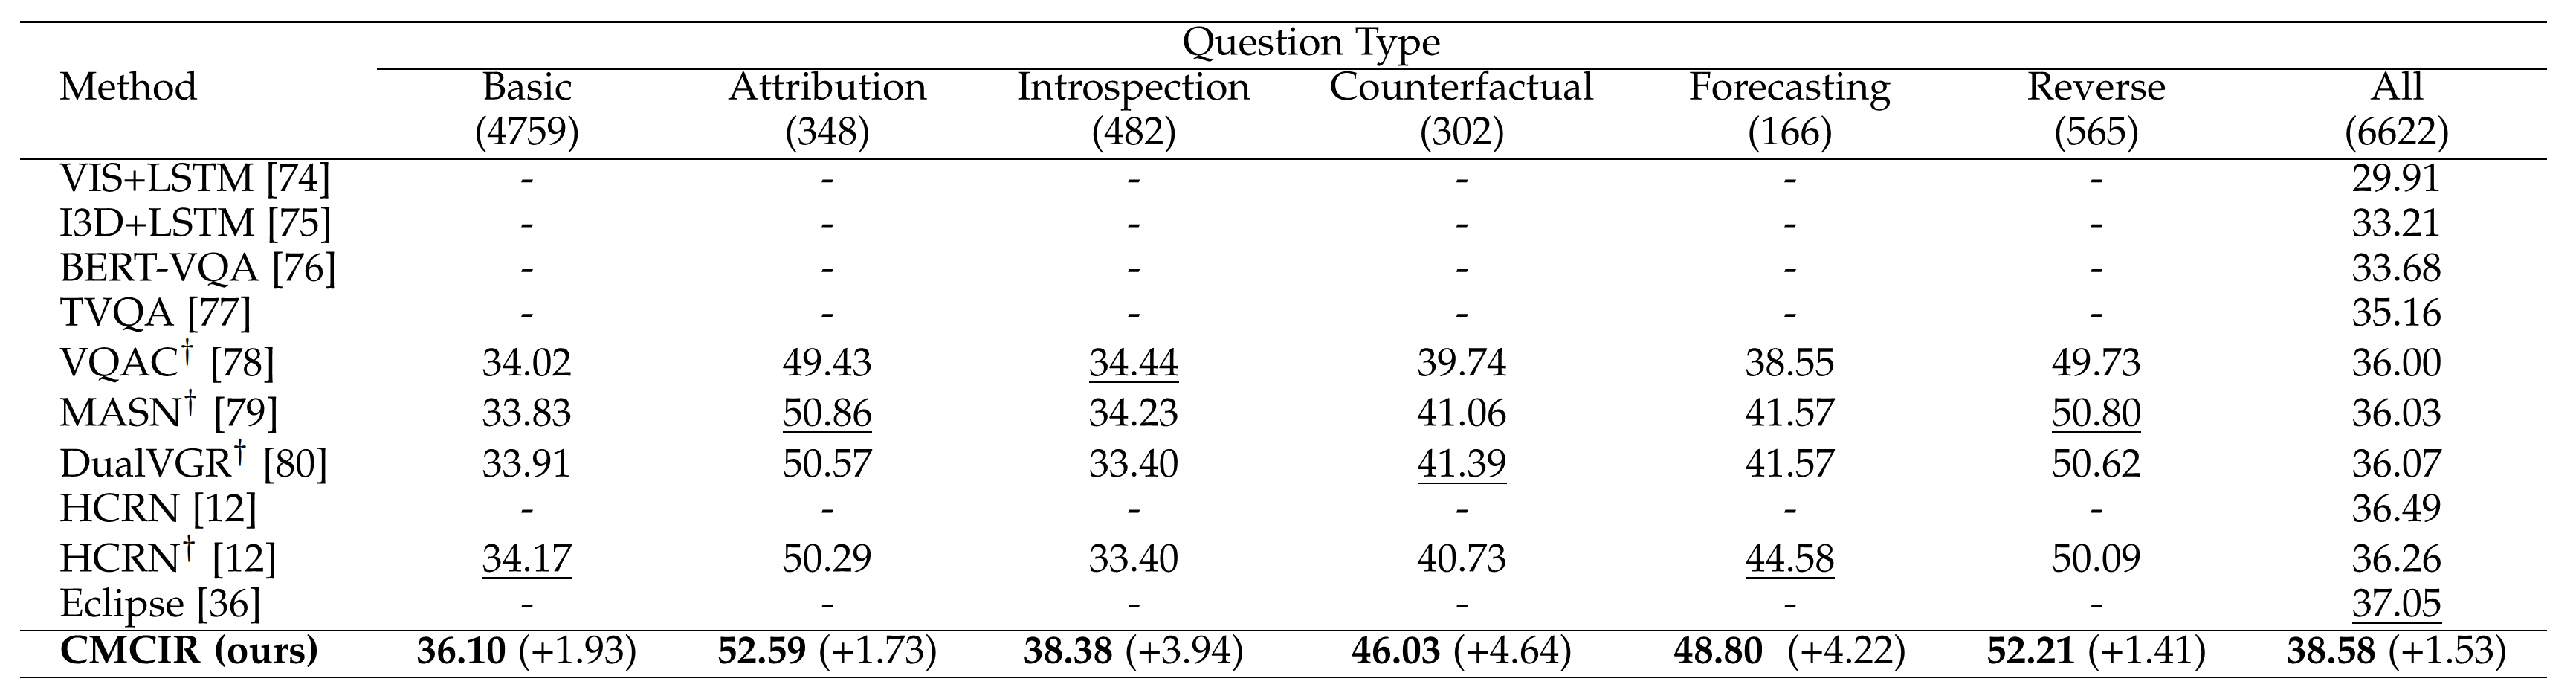 Question Type
Method Basic Attribution Introspection Counterfactual Forecasting Reverse All
(4759) (348) (482) (302) (166) (565) (6622)
VIS+LSTM [74] - - - - - - 29.91
I3D+LSTM [75] - - - - - - 33.21
BERT-VQA [76] - - - - - - 33.68
TVQA [77] - - - - - - 35.16
VQAC† [78] 34.02 49.43 34.44 39.74 38.55 49.73 36.00
MASN† [79] 33.83 50.86 34.23 41.06 41.57 50.80 36.03
DualVGR† [80] 33.91 50.57 33.40 41.39 41.57 50.62 36.07
HCRN [12] - - - - - - 36.49
HCRN† [12] 34.17 50.29 33.40 40.73 44.58 50.09 36.26
Eclipse [36] - - - - - - 37.05
CMCIR (ours) 36.10 (+1.93) 52.59 (+1.73) 38.38 (+3.94) 46.03 (+4.64) 48.80 (+4.22) 52.21 (+1.41) 38.58 (+1.53)